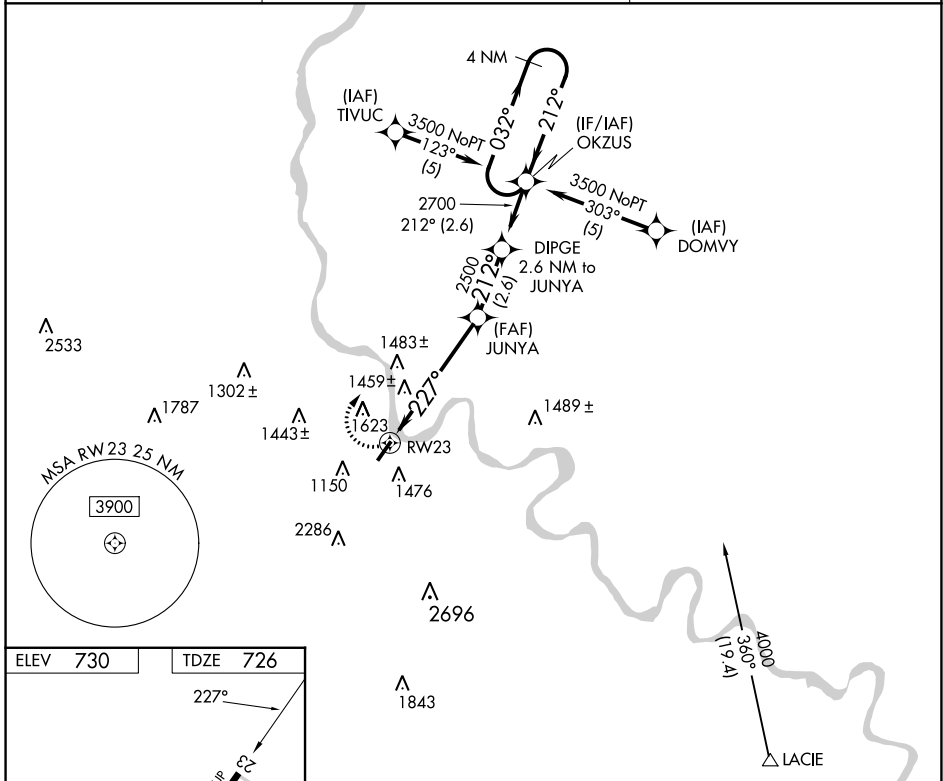 4 NM
032°
212°
(IAF)
TIVUC
3500 NoPT
123°
(5)
(IF/IAF)
OKZUS
3500 NoPT
303°
(5)
(IAF)
DOMVY
2700
212° (2.6)
DIPGE
2.6 NM to
JUNYA
2500
212°
(2.6)
(FAF)
JUNYA
2533
1483±
1459±
227°
1302±
1787
1443±
1623
1489±
RW23
1150
1476
MSA RW23 25 NM
3900
2286
2696
1843
4000
360°
(19.4)
LACIE
ELEV 730
TDZE 726
227°
23
UP